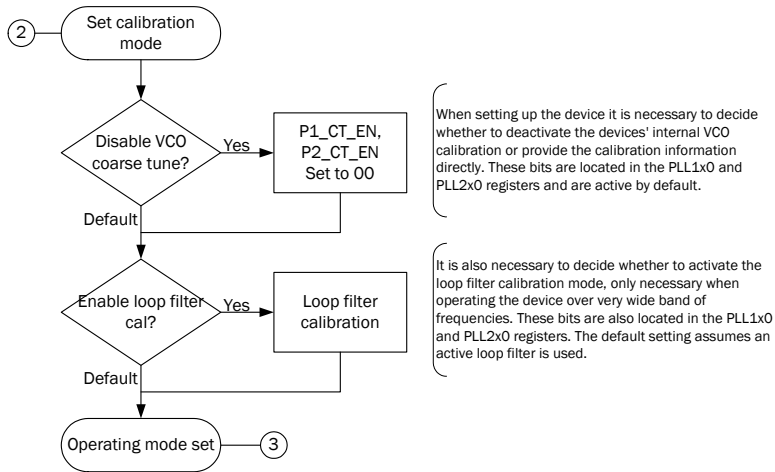 2
Set calibration
mode
Disable VCO
coarse tune?
Yes
P1_CT_EN,
P2_CT_EN
Set to 00
When setting up the device it is necessary to decide
whether to deactivate the devices' internal VCO
calibration or provide the calibration information
directly. These bits are located in the PLL1x0 and
PLL2x0 registers and are active by default.
Default
Enable loop filter
cal?
Yes
Loop filter
calibration
It is also necessary to decide whether to activate the
loop filter calibration mode, only necessary when
operating the device over very wide band of
frequencies. These bits are also located in the PLL1x0
and PLL2x0 registers. The default setting assumes an
active loop filter is used.
Default
Operating mode set
3